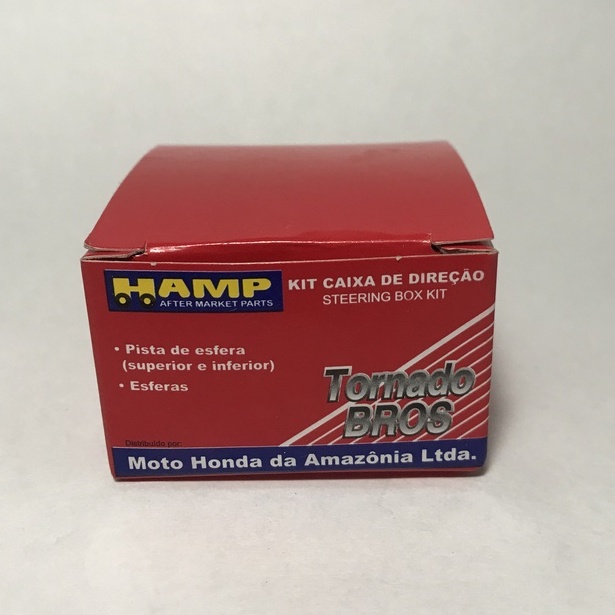 HAMP
AFTER MARKET PARTS
KIT CAIXA DE DIREÇÃO
STEERING BOX KIT
• Pista de esfera
(superior e inferior)
• Esferas
Tornado
BROS
Distribuído por:
Moto Honda da Amazônia Ltda.